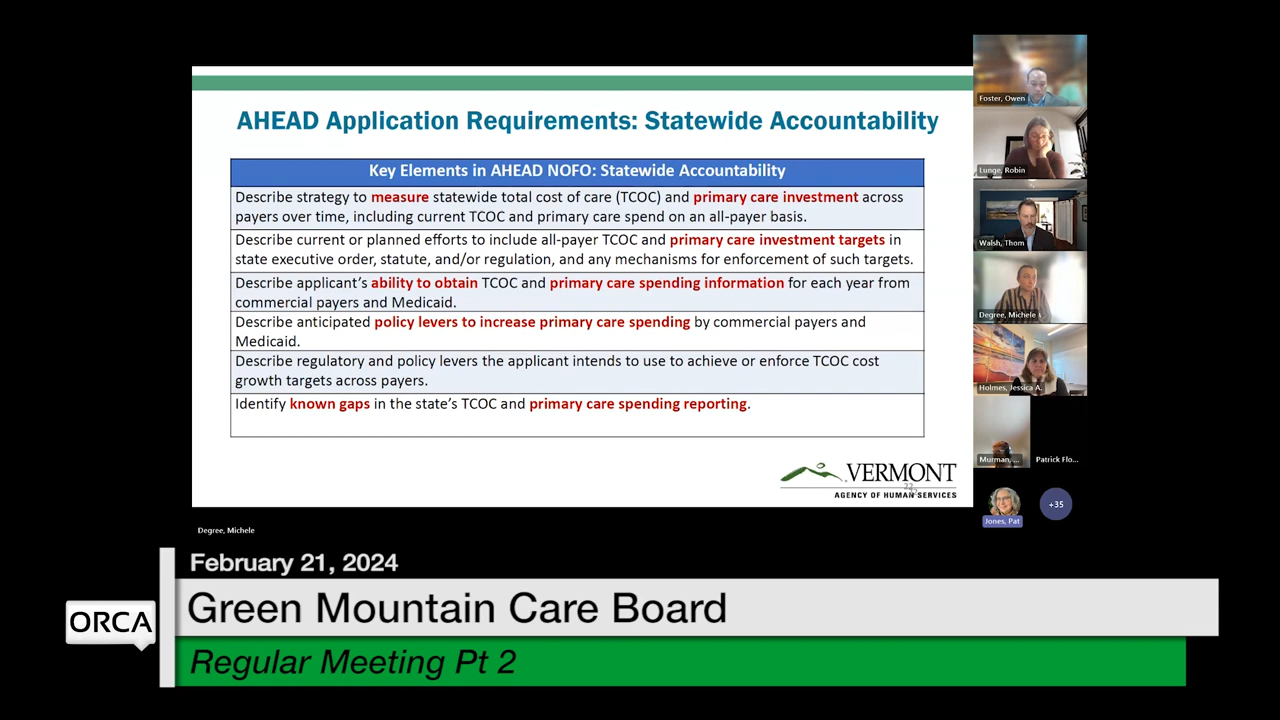 AHEAD Application Requirements: Statewide Accountability
Key Elements in AHEAD NOFO: Statewide Accountability
Describe strategy to measure statewide total cost of care (TCOC) and primary care investment across
payers over time, including current TCOC and primary care spend on an all-payer basis.
Describe current or planned efforts to include all-payer TCOC and primary care investment targets in
state executive order, statute, and/or regulation, and any mechanisms for enforcement of such targets.
Describe applicant's ability to obtain TCOC and primary care spending information for each year from
commercial payers and Medicaid.
Describe anticipated policy levers to increase primary care spending by commercial payers and
Medicaid.
Describe regulatory and policy levers the applicant intends to use to achieve or enforce TCOC cost
growth targets across payers.
Identify known gaps in the state's TCOC and primary care spending reporting.
VERMONT
AGENCY OF HUMAN SERVICES
Foster, Owen
Lunge, Robin
Walsh, Thom
Degree, Michele
Holmes, Jessica A.
Murman, ...
Patrick Flo...
Jones, Pat
+35
Degree, Michele
February 21, 2024
ORCA
Green Mountain Care Board
Regular Meeting Pt 2